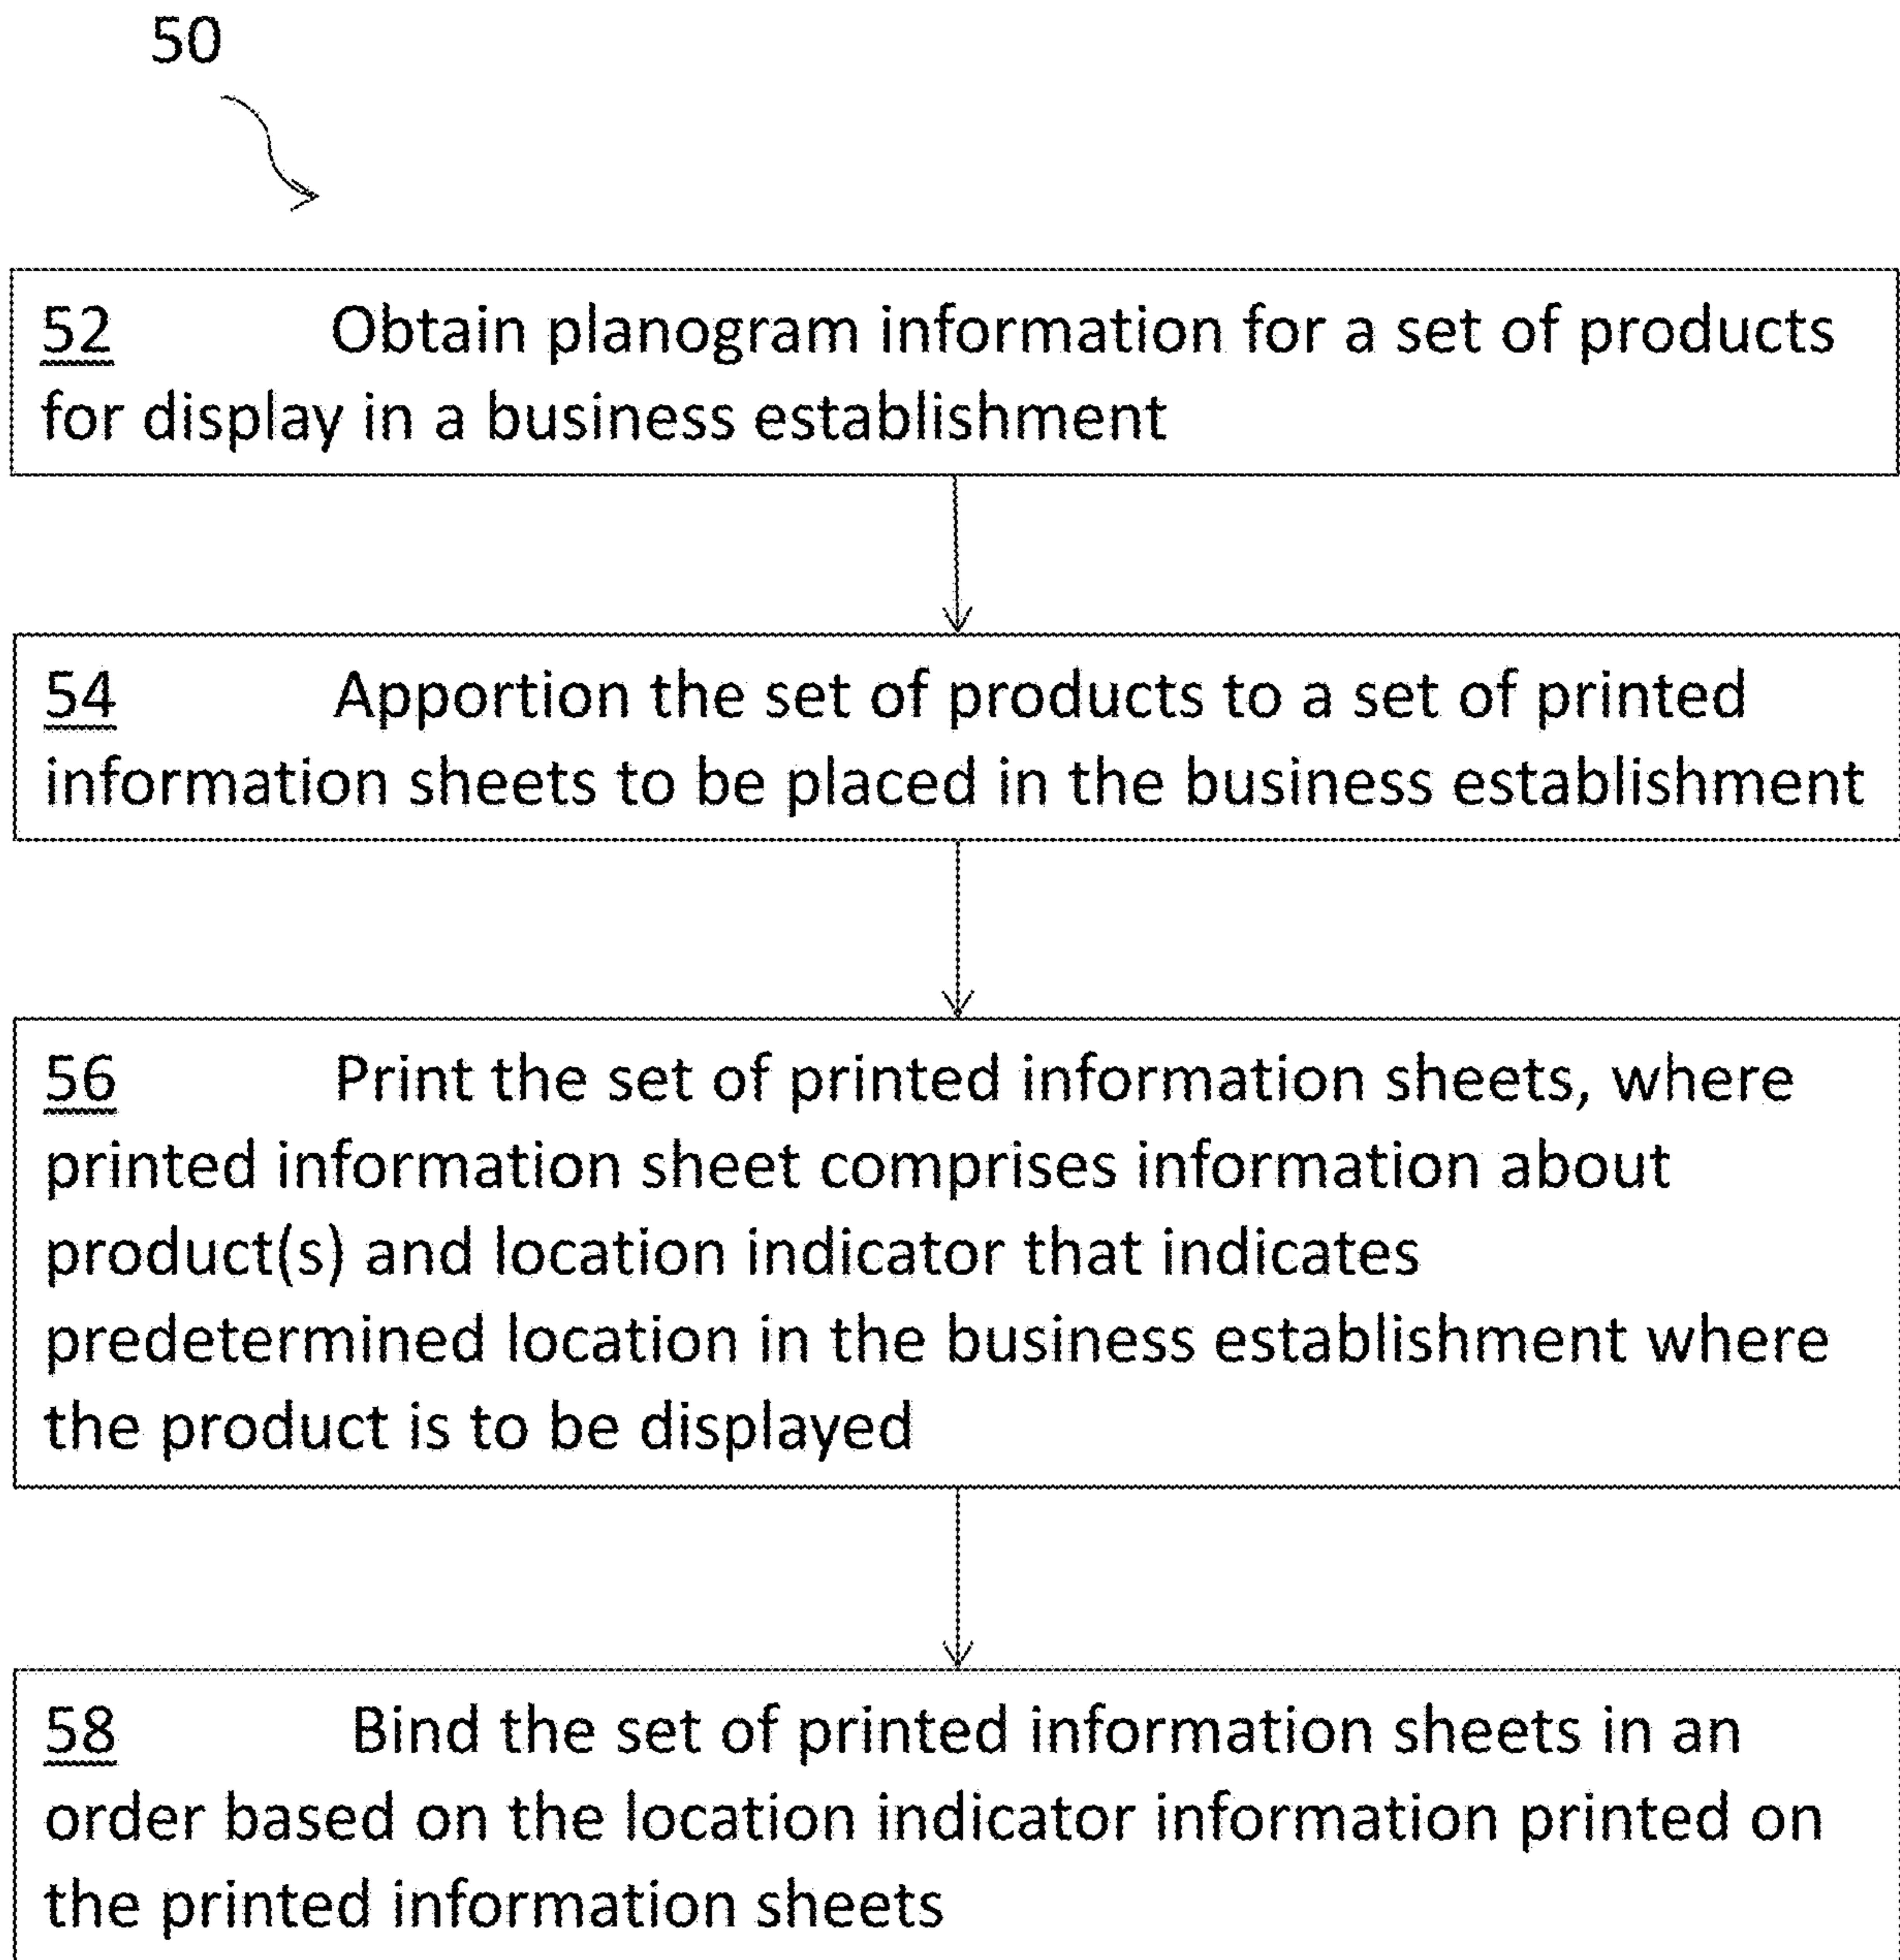 50
52 Obtain planogram information for a set of products
for display in a business establishment
54 Apportion the set of products to a set of printed
information sheets to be placed in the business establishment
56 Print the set of printed information sheets, where
printed information sheet comprises information about
product(s) and location indicator that indicates
predetermined location in the business establishment where
the product is to be displayed
58 Bind the set of printed information sheets in an
order based on the location indicator information printed on
the printed information sheets